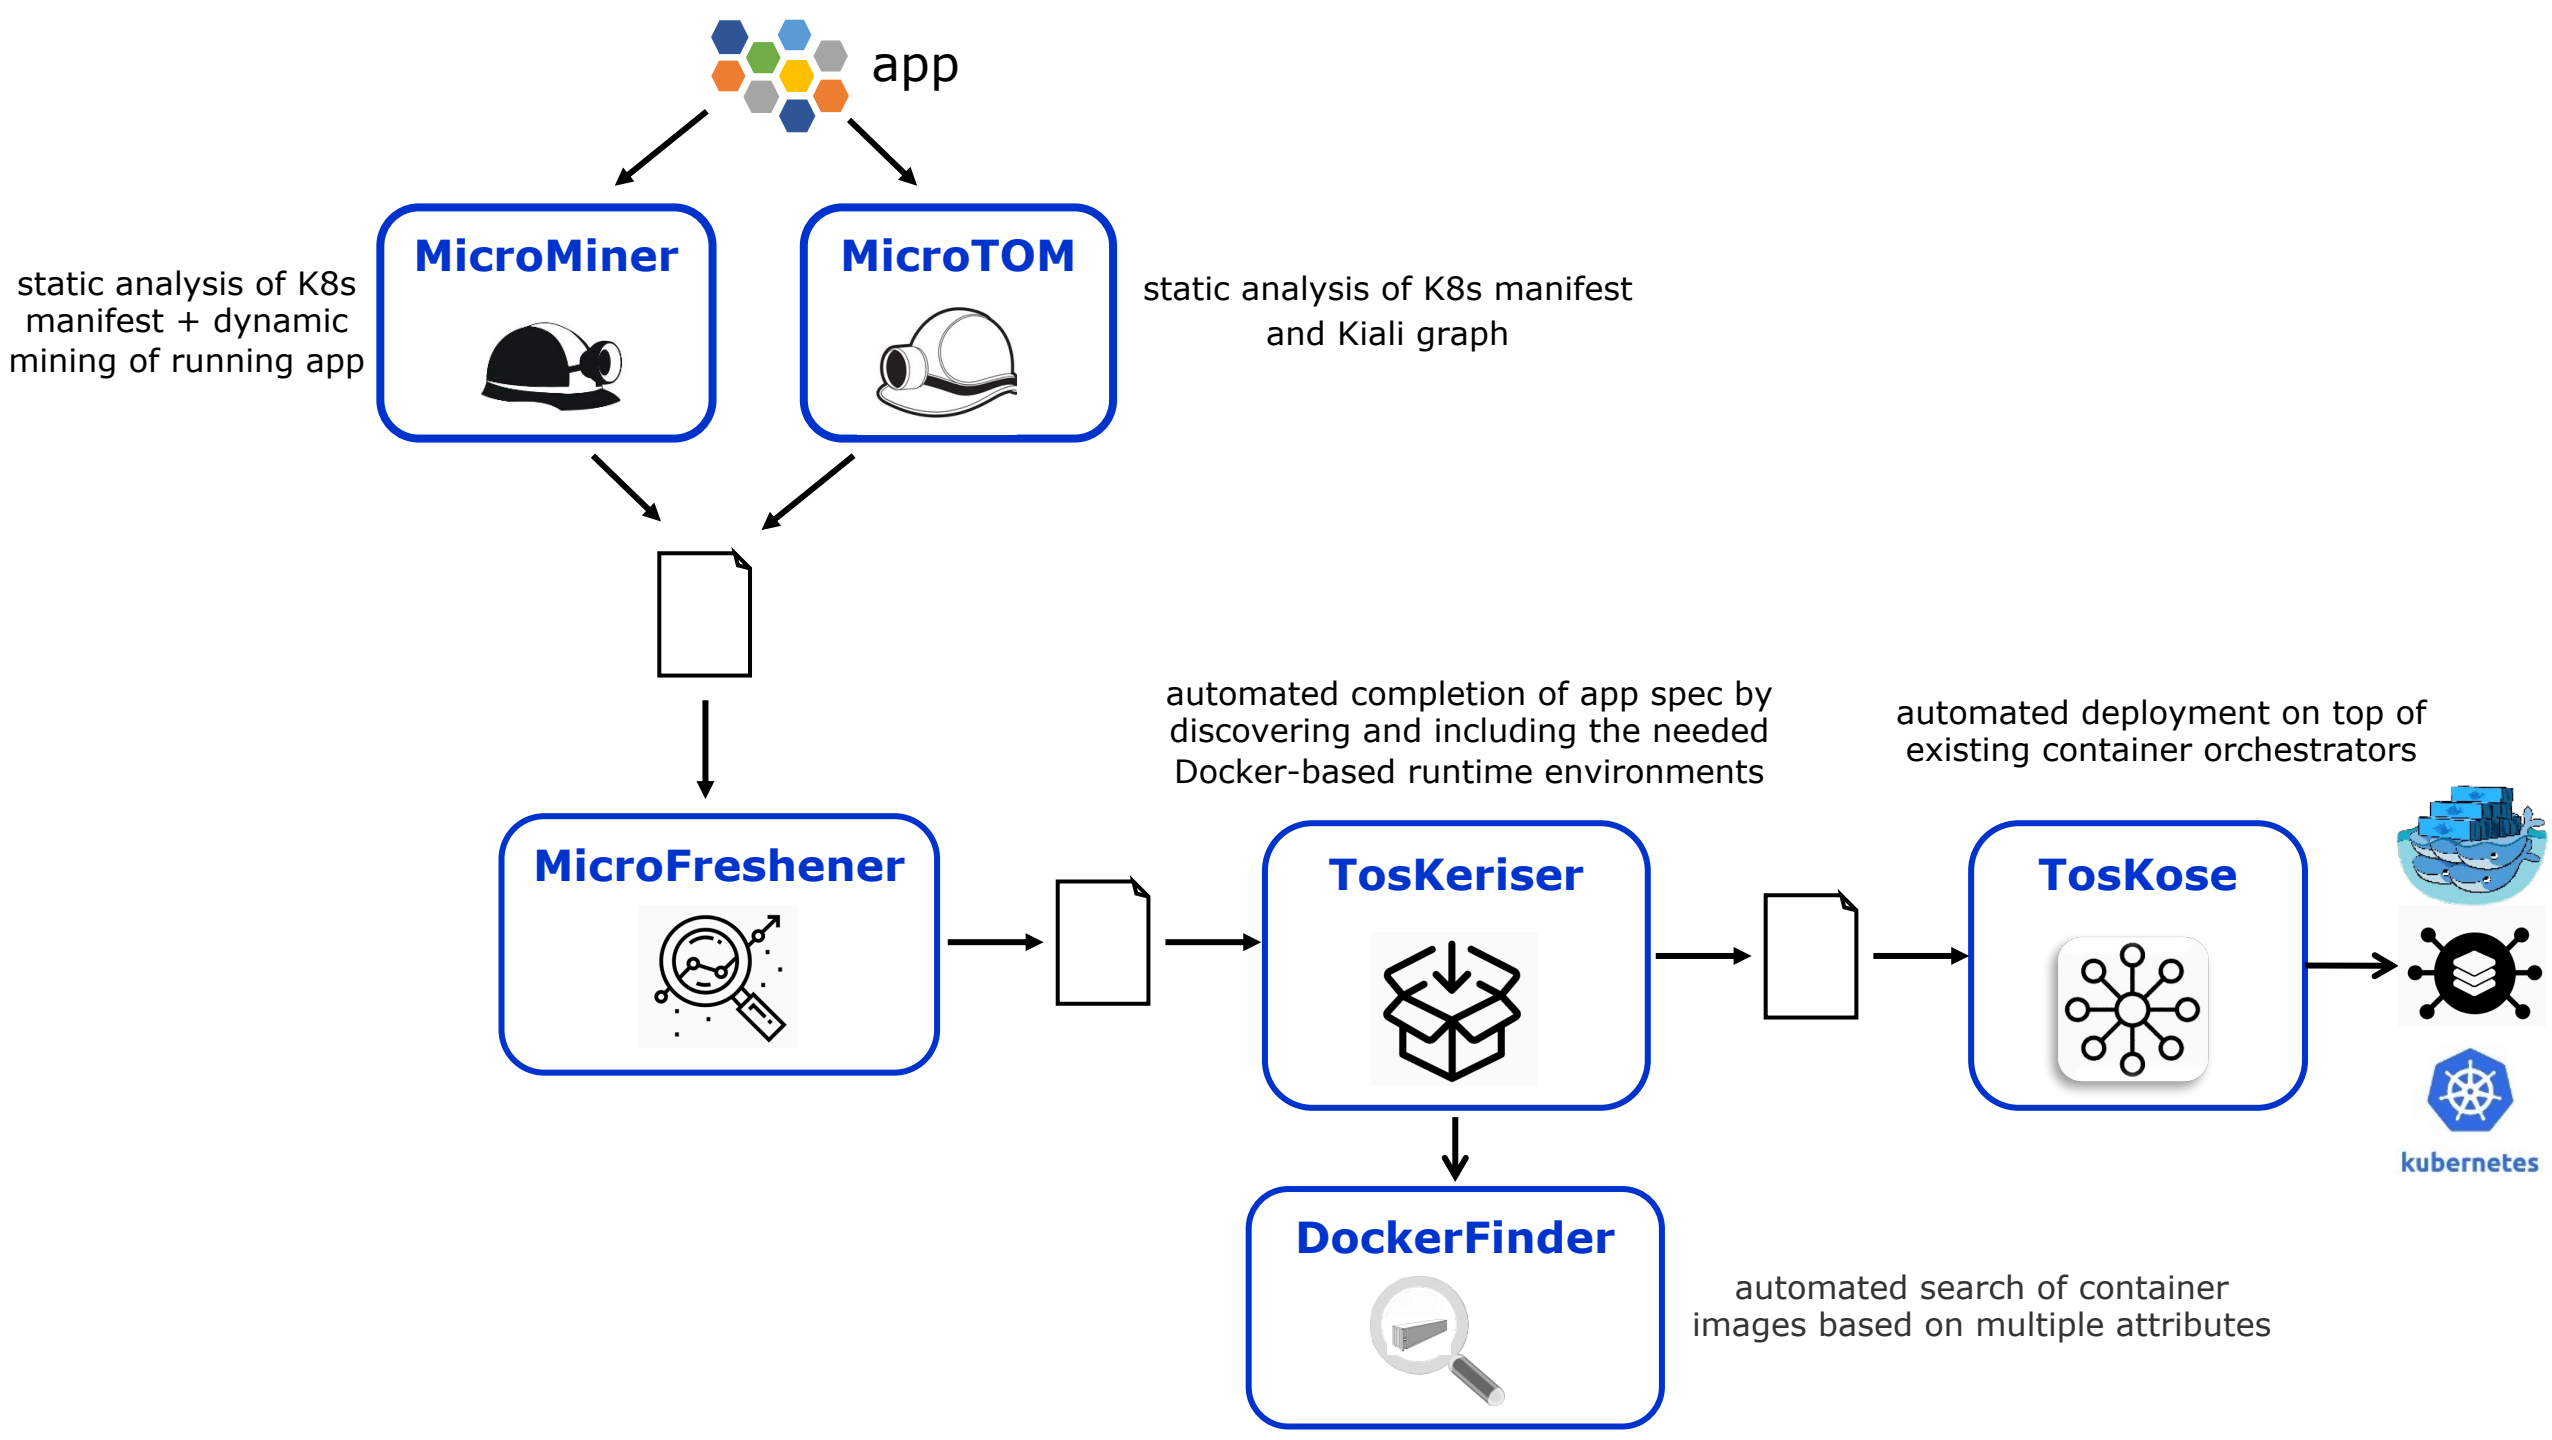 app
MicroMiner
MicroTOM
static analysis of K8s
manifest + dynamic
mining of running app
static analysis of K8s manifest
and Kiali graph
automated completion of app spec by
discovering and including the needed
Docker-based runtime environments
automated deployment on top of
existing container orchestrators
MicroFreshener
TosKeriser
TosKose
kubernetes
DockerFinder
automated search of container
images based on multiple attributes